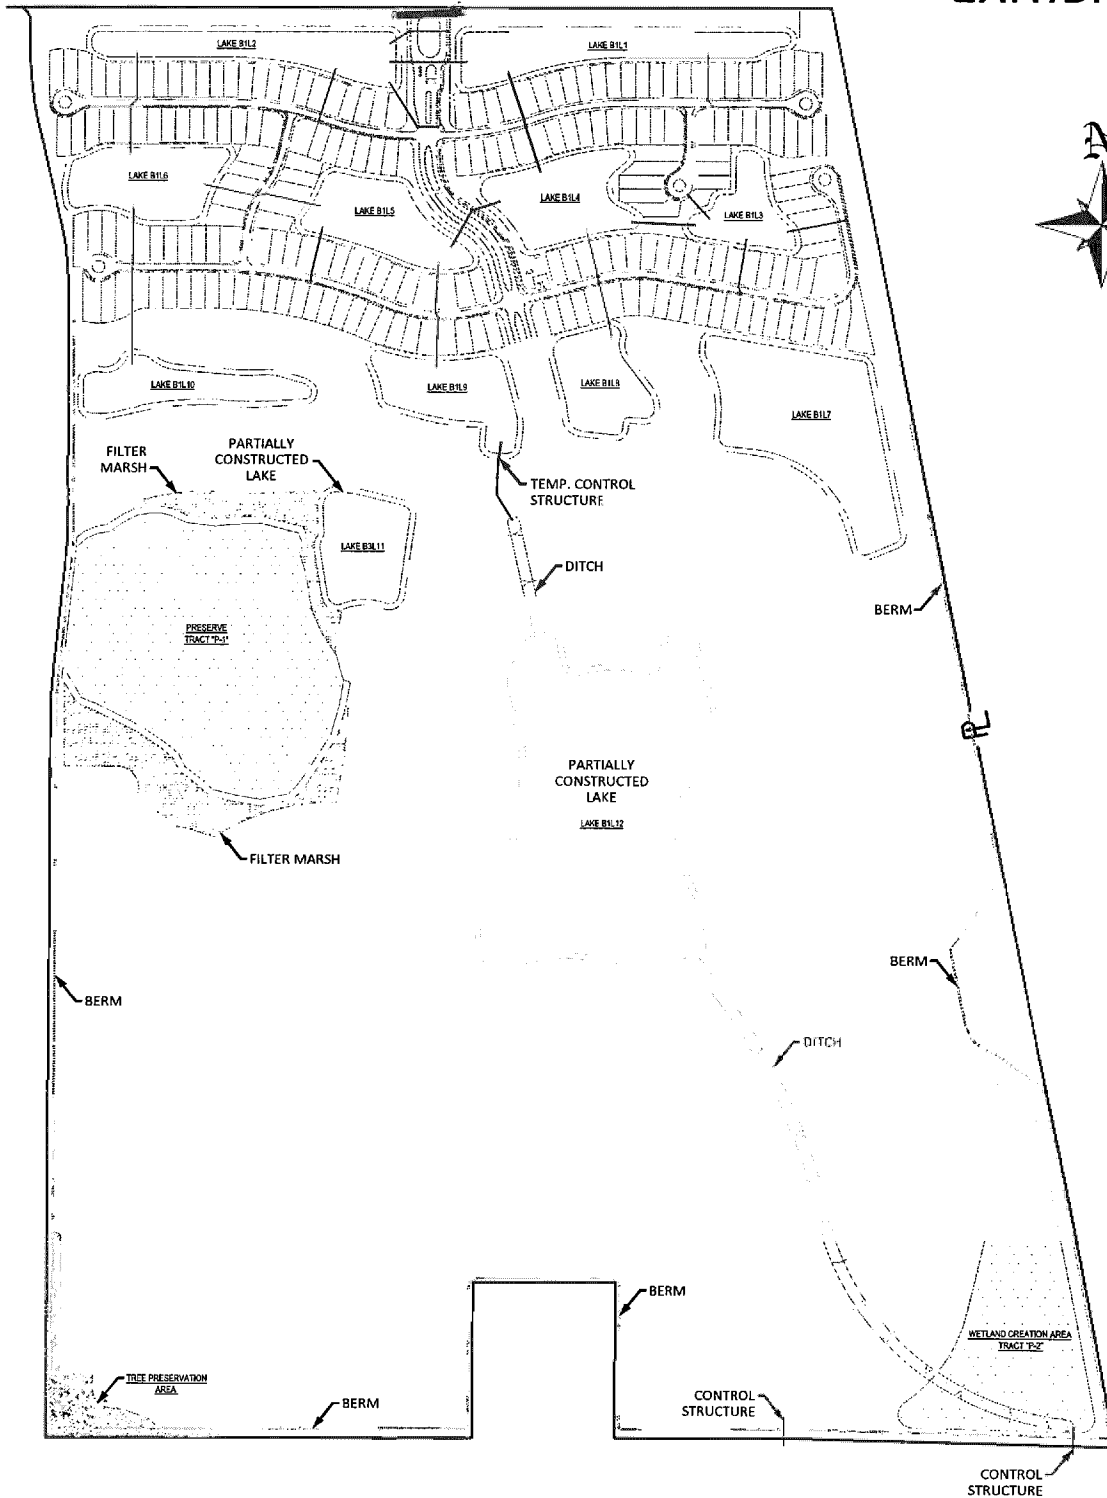 LAKE B1L2
LAKE B1L1
LAKE B1L6
LAKE B1L5
LAKE B1L4
LAKE B1L3
LAKE B1L10
LAKE B1L9
LAKE B1L8
LAKE B1L7
FILTER
MARSH
PARTIALLY
CONSTRUCTED
LAKE
TEMP. CONTROL
STRUCTURE
LAKE B3L11
DITCH
BERM
PRESERVE
TRACT "P-1"
PL
PARTIALLY
CONSTRUCTED
LAKE
LAKE B1L12
FILTER MARSH
BERM
BERM
DITCH
BERM
WETLAND CREATION AREA
TRACT "P-2"
TREE PRESERVATION
AREA
BERM
CONTROL
STRUCTURE
CONTROL
STRUCTURE